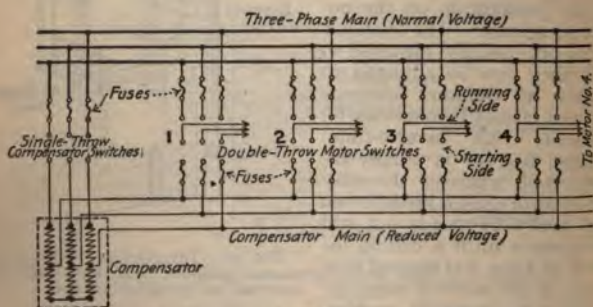 Three-Phase Main (Normal Voltage)
Fuses
Running
Side
1
2
3
4
Single-Throw
Compensator Switches
Double-Throw Motor Switches
Starting
Side
To Motor No. 4.
Fuses
Compensator Main (Reduced Voltage)
Compensator